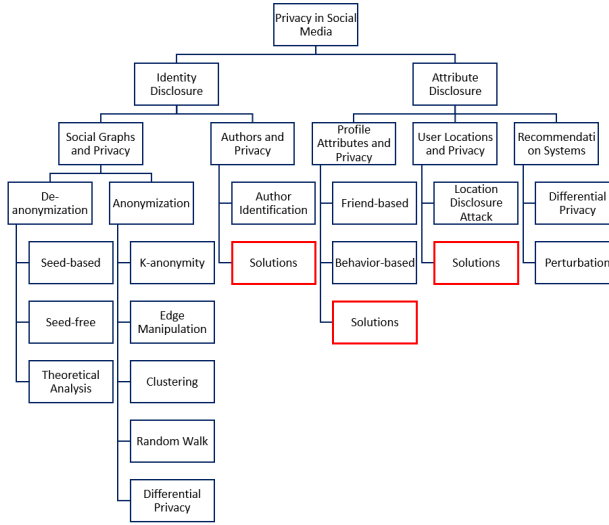 Privacy in Social
Media
Identity
Disclosure
Attribute
Disclosure
Social Graphs
and Privacy
Authors and
Privacy
Profile
Attributes and
Privacy
User Locations
and Privacy
Recommendati
on Systems
De-
anonymization
Anonymization
Author
Identification
Friend-based
Location
Disclosure
Attack
Differential
Privacy
Seed-based
K-anonymity
Solutions
Behavior-based
Solutions
Perturbation
Seed-free
Edge
Manipulation
Solutions
Theoretical
Analysis
Clustering
Random Walk
Differential
Privacy